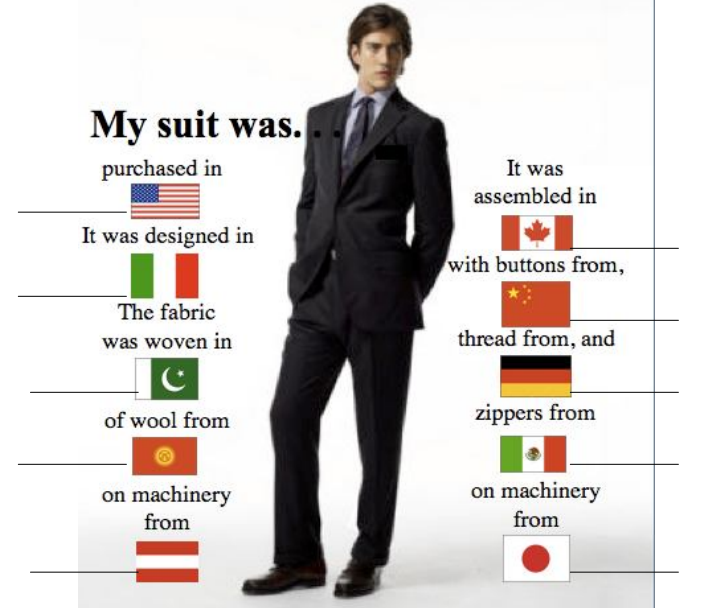 My suit was. . .
purchased in
It was designed in
The fabric
was woven in
of wool from
on machinery
from
It was
assembled in
with buttons from,
thread from, and
zippers from
on machinery
from